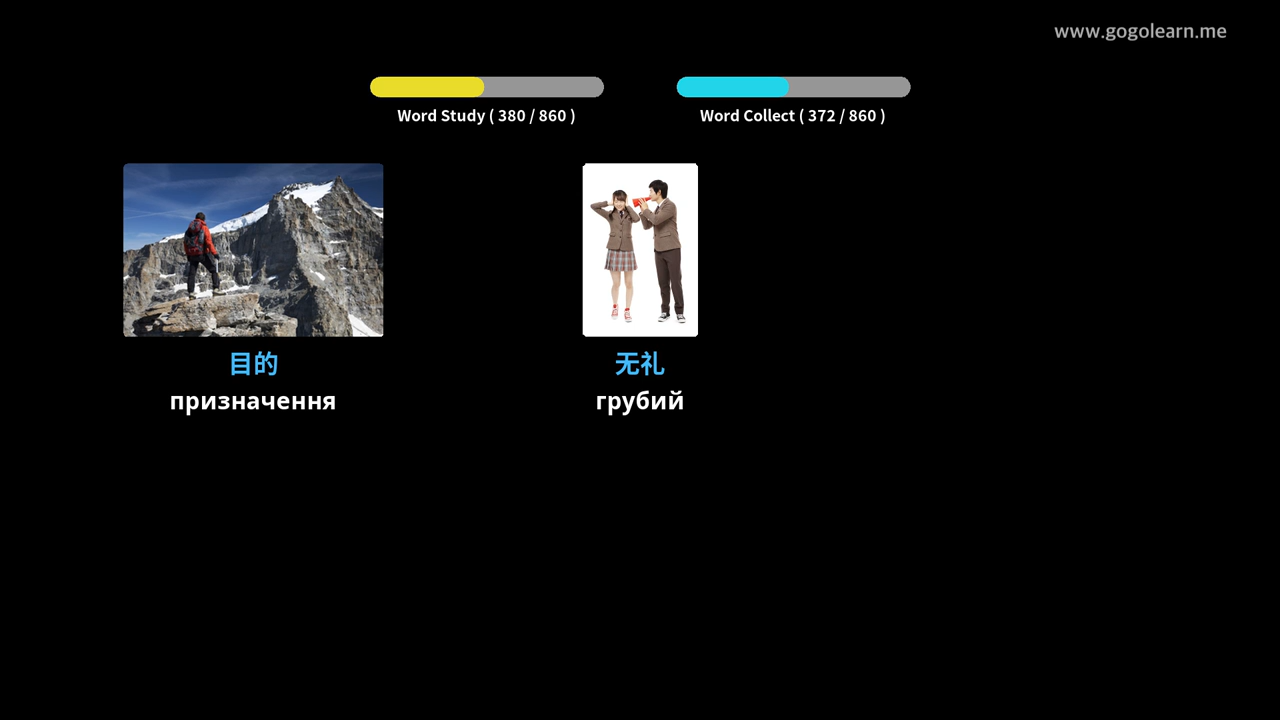 www.gogolearn.me
Word Study ( 380 / 860 )
Word Collect ( 372 / 860 )
目的
призначення
无礼
грубий